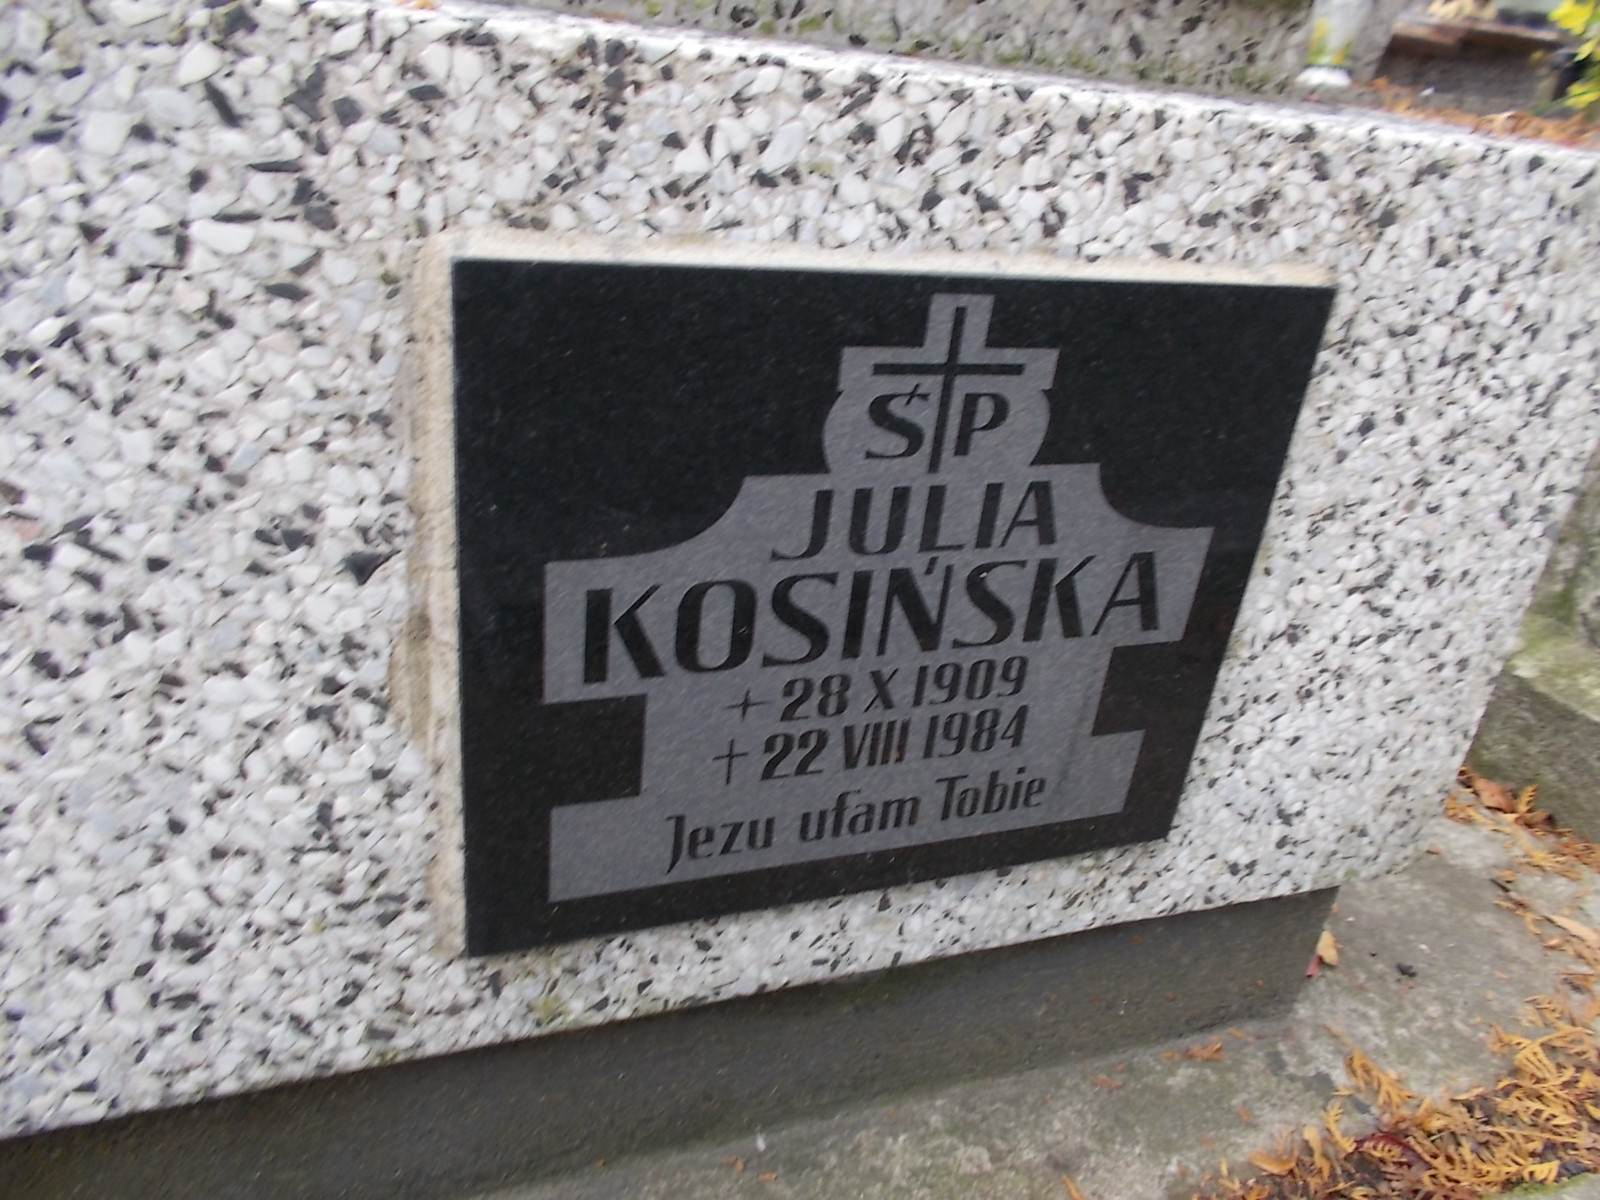 ŚP
JULIA
KOSIŃSKA
+ 28 X 1909
+ 22 VIII 1984
Jezu ufam Tobie